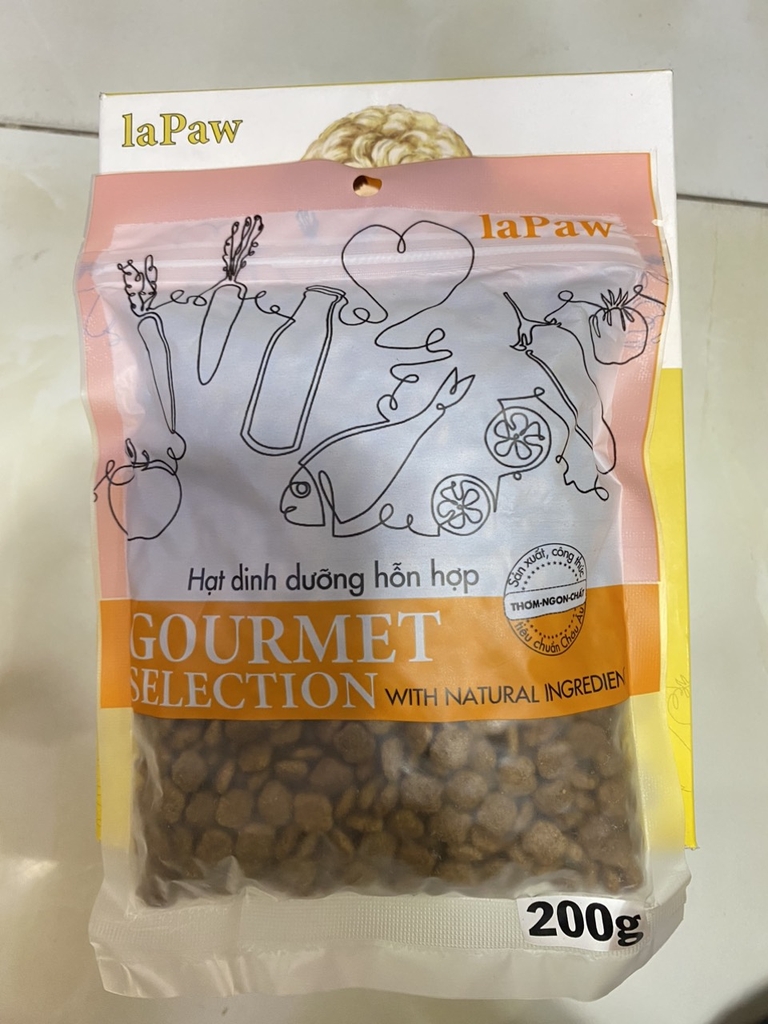 laPaw
laPaw
Hạt dinh dưỡng hỗn hợp
Sản xuất, công thức
THƠM-NGON-CHẤT
tiêu chuẩn Châu Âu
GOURMET
SELECTION WITH NATURAL INGREDIEN
200g